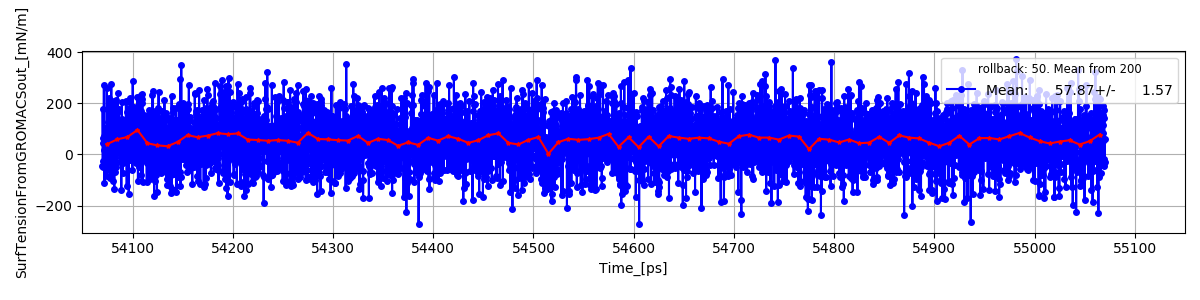 SurfTensionFromGROMACSout_[mN/m]
400
200
0
−200
rollback: 50. Mean from 200
Mean: 57.87+/- 1.57
54100 54200 54300 54400 54500 54600 54700 54800 54900 55000 55100
Time_[ps]